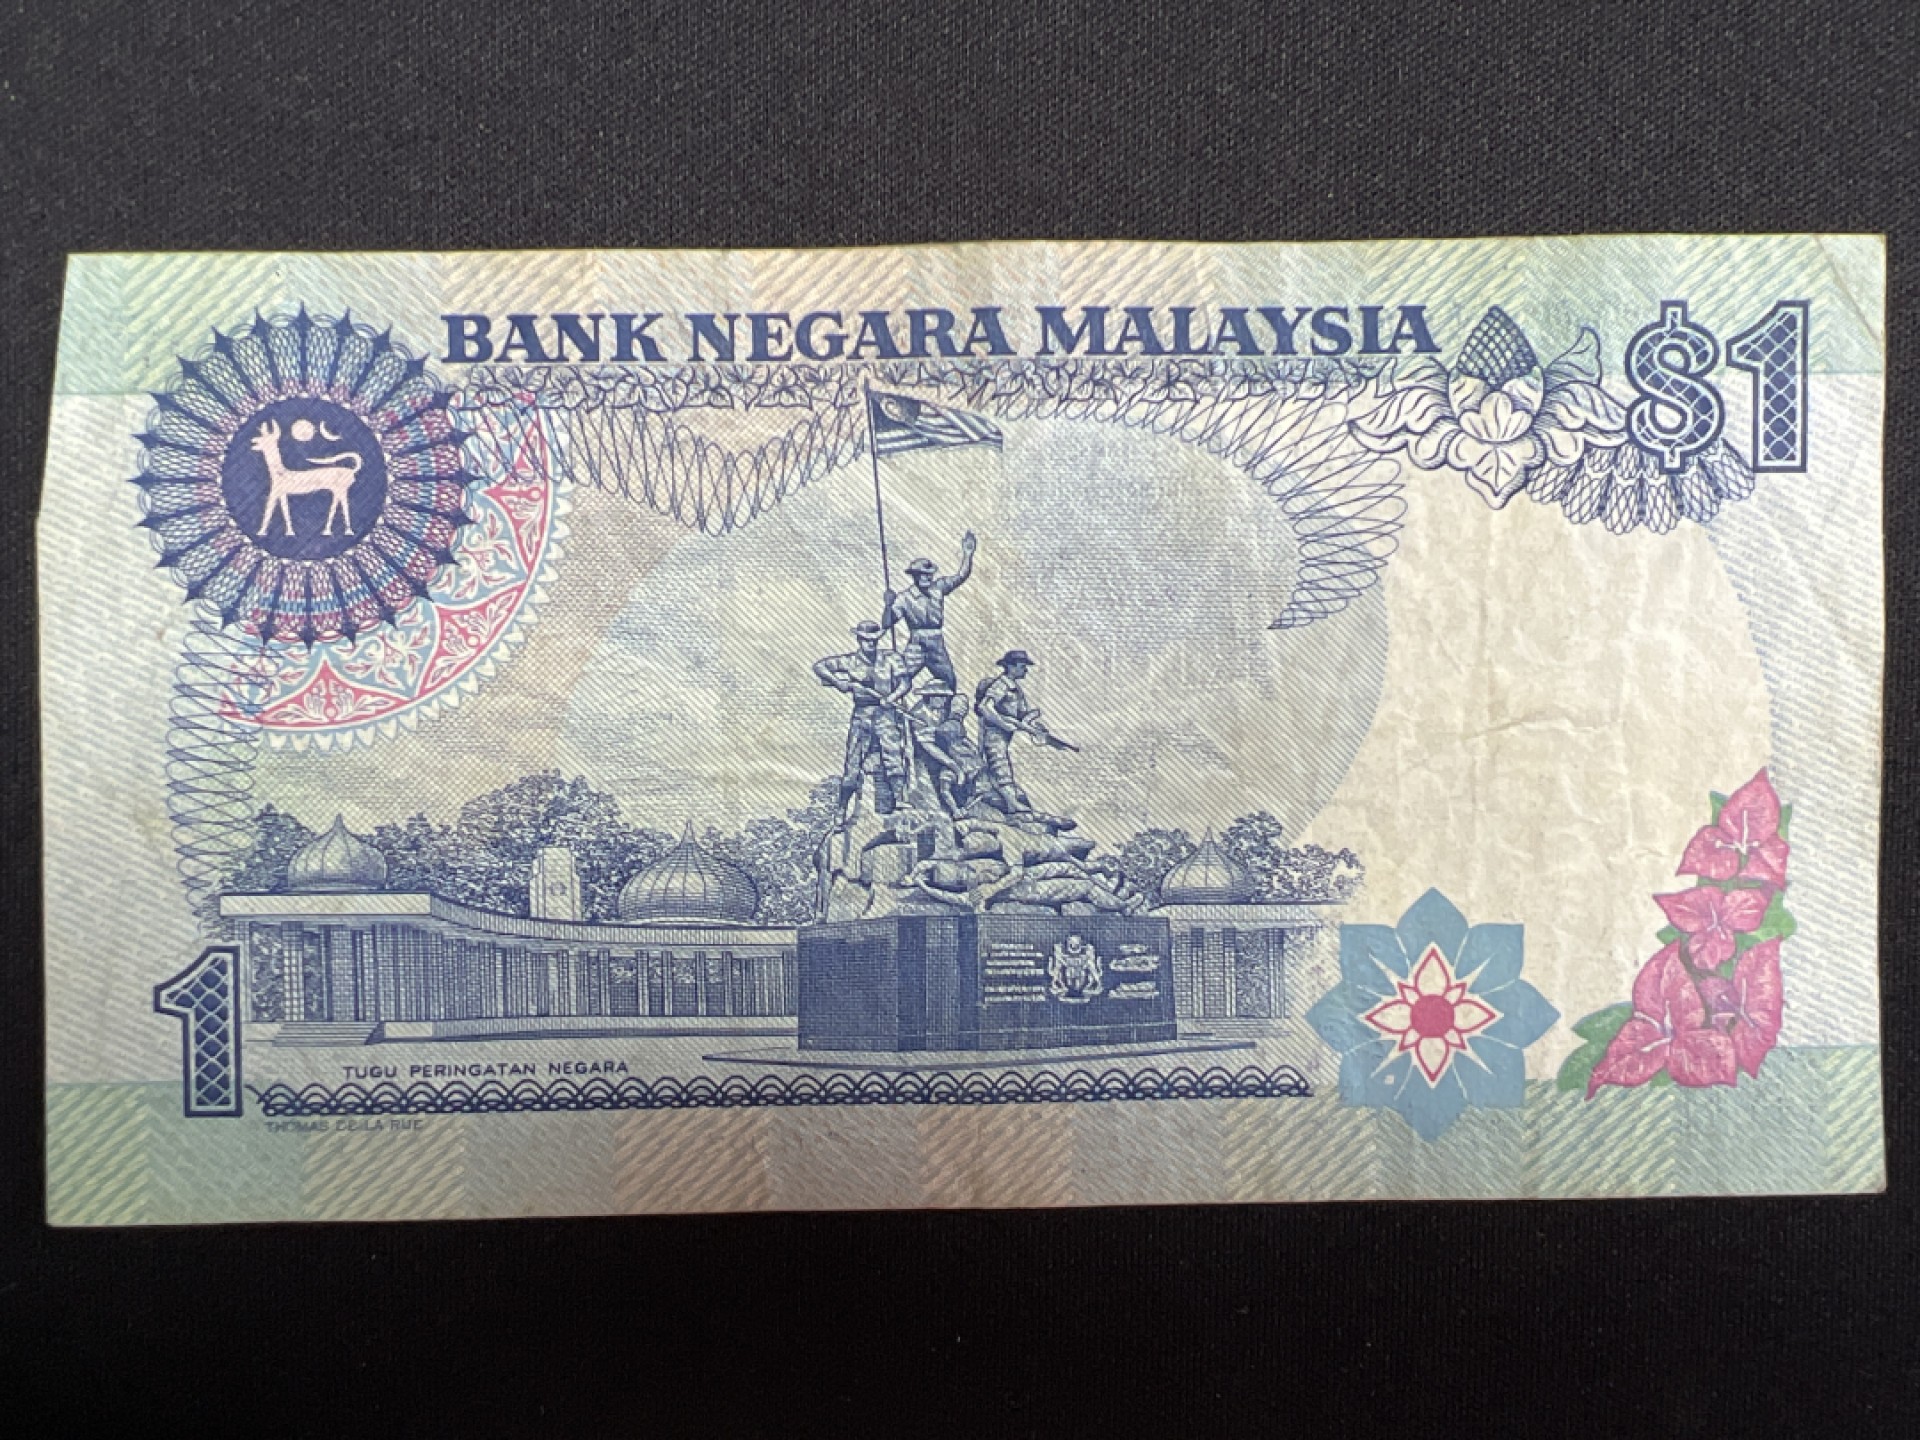 BANK NEGARA MALAYSIA
$1
1
TUGU PERINGATAN NEGARA
THOMAS DE LA RUE